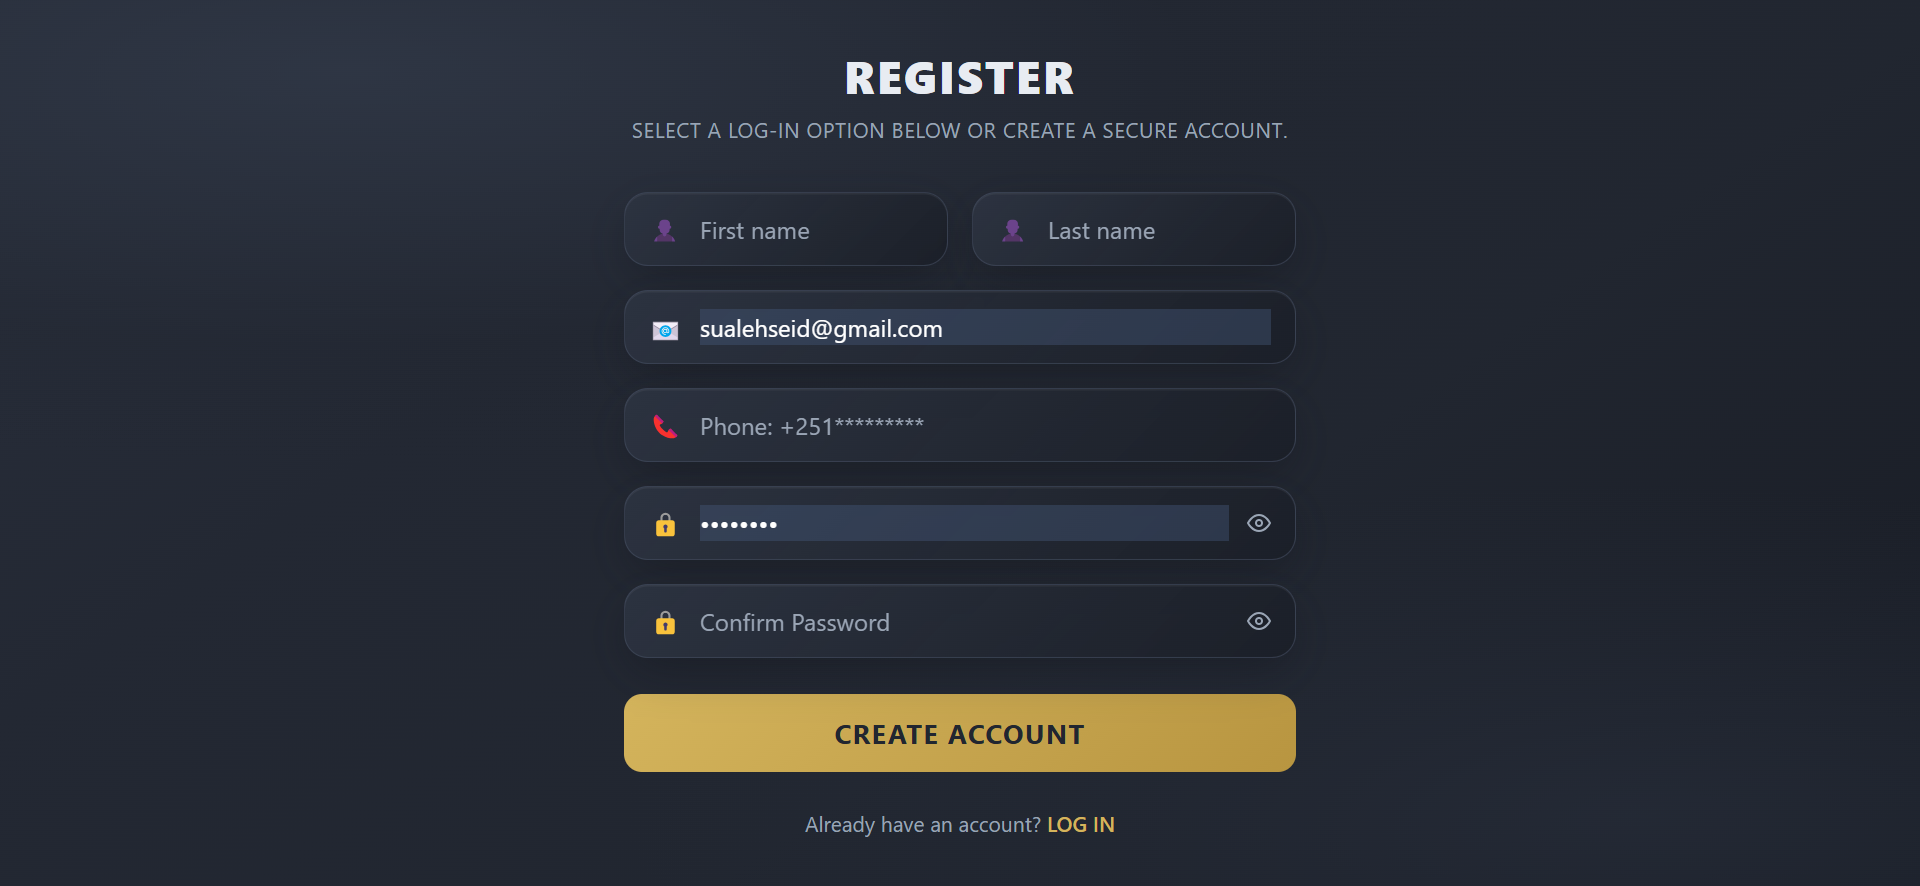 REGISTER
SELECT A LOG-IN OPTION BELOW OR CREATE A SECURE ACCOUNT.
First name
Last name
sualehseid@gmail.com
Phone: +251*********
••••••••
Confirm Password
CREATE ACCOUNT
Already have an account? LOG IN